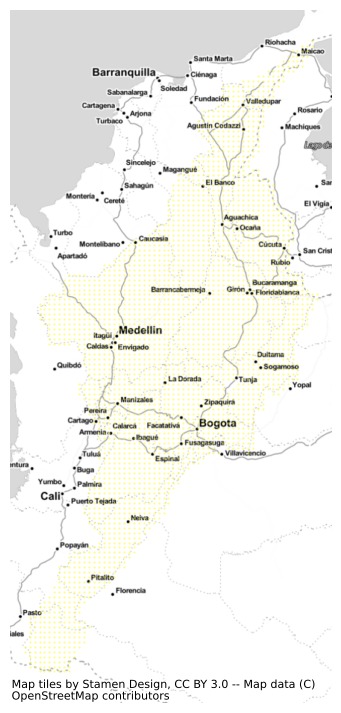 Riohacha
Maicao
Santa Marta
Barranquilla
Ciénaga
Soledad
Sabanalarga
Fundación
Valledupar
Cartagena
Arjona
Rosario
Turbaco
Agustín Codazzi
Machiques
Lago de
Sincelejo
Magangué
Sahagún
El Banco
Montería
Cereté
El Vigía
Aguachica
Turbo
Ocaña
Montelíbano
Caucasia
Cúcuta
Apartadó
San Crist
Rubio
Bucaramanga
Barrancabermeja
Girón
Floridablanca
Medellín
Itagüí
Caldas
Envigado
Duitama
Quibdó
Sogamoso
La Dorada
Tunja
Yopal
Manizales
Zipaquirá
Pereira
Cartago
Calarcá
Facatativá
Bogota
Armenia
Ibagué
Fusagasuga
Tuluá
Espinal
Villavicencio
ntura
Buga
Yumbo
Palmira
Cali
Puerto Tejada
Neiva
Popayán
Pitalito
Florencia
Pasto
iales
Map tiles by Stamen Design, CC BY 3.0 -- Map data (C)
OpenStreetMap contributors